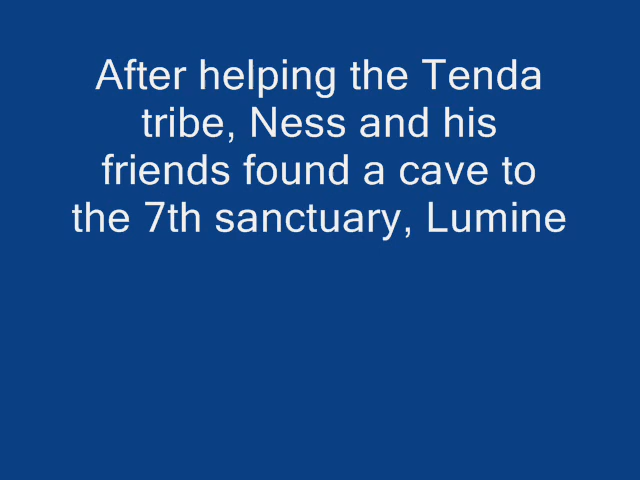 After helping the Tenda
tribe, Ness and his
friends found a cave to
the 7th sanctuary, Lumine